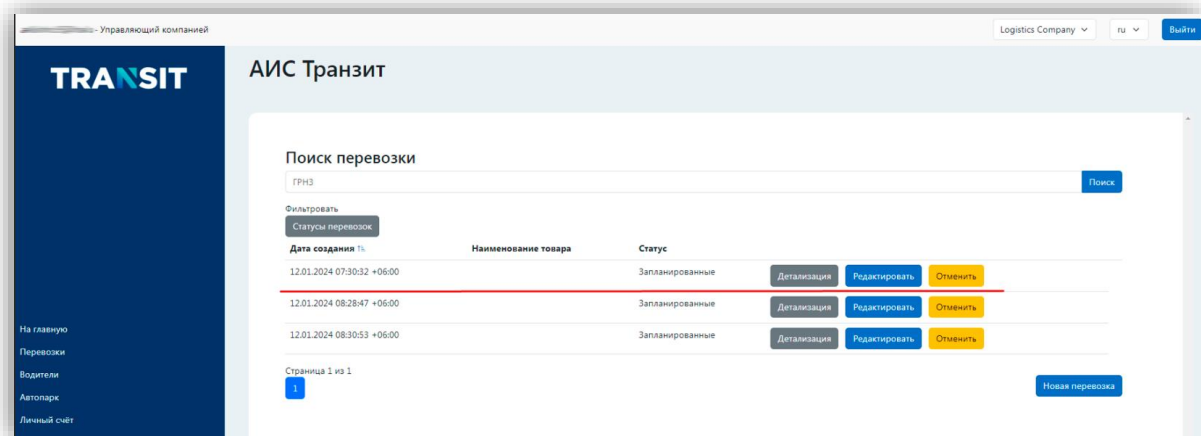 - Управляющий компанией
Logistics Company
ru
Выйти
TRANSIT
АИС Транзит
Поиск перевозки
ГРНЗ
Поиск
Фильтровать
Статусы перевозок
Дата создания Наименование товара Статус
12.01.2024 07:30:32 +06:00 Запланированные Детализация Редактировать Отменить
12.01.2024 08:28:47 +06:00 Запланированные Детализация Редактировать Отменить
12.01.2024 08:30:53 +06:00 Запланированные Детализация Редактировать Отменить
Страница 1 из 1
1
Новая перевозка
На главную
Перевозки
Водители
Автопарк
Личный счёт